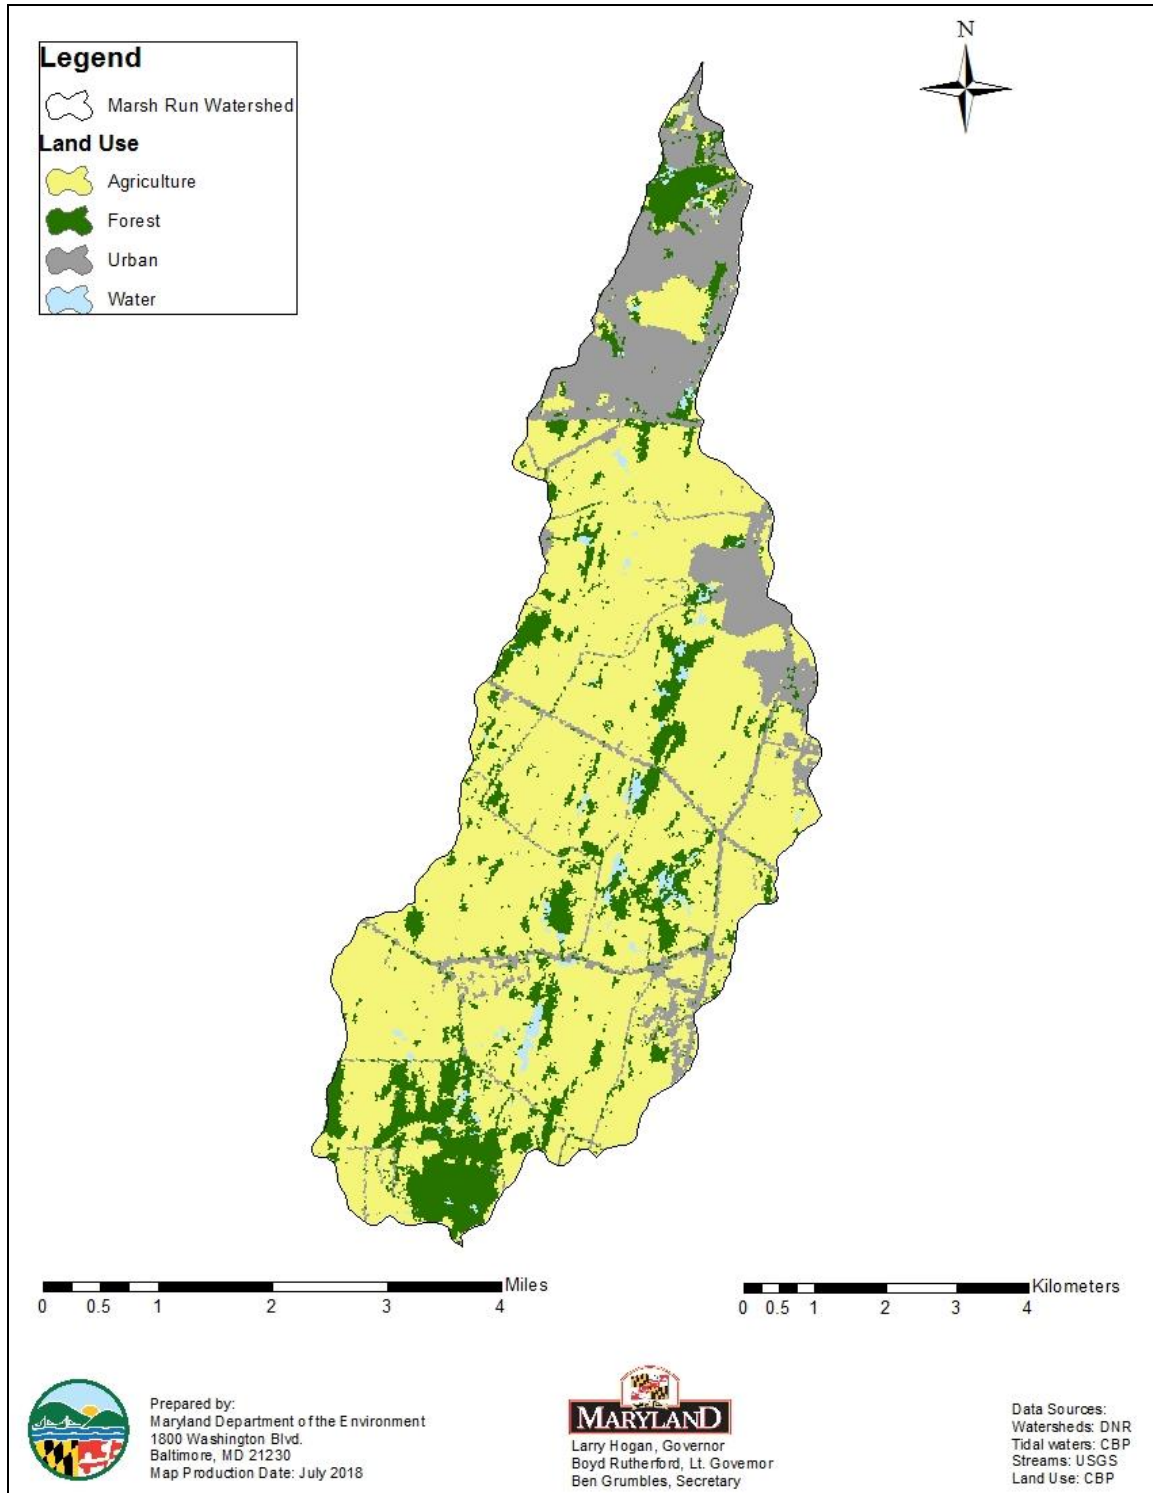 Legend
Marsh Run Watershed
Land Use
Agriculture
Forest
Urban
Water
N
Miles
0 0.5 1 2 3 4
Kilometers
0 0.5 1 2 3 4
Prepared by:
Maryland Department of the Environment
1800 Washington Blvd.
Baltimore, MD 21230
Map Production Date: July 2018
MARYLAND
Larry Hogan, Governor
Boyd Rutherford, Lt. Governor
Ben Grumbles, Secretary
Data Sources:
Watersheds: DNR
Tidal waters: CBP
Streams: USGS
Land Use: CBP